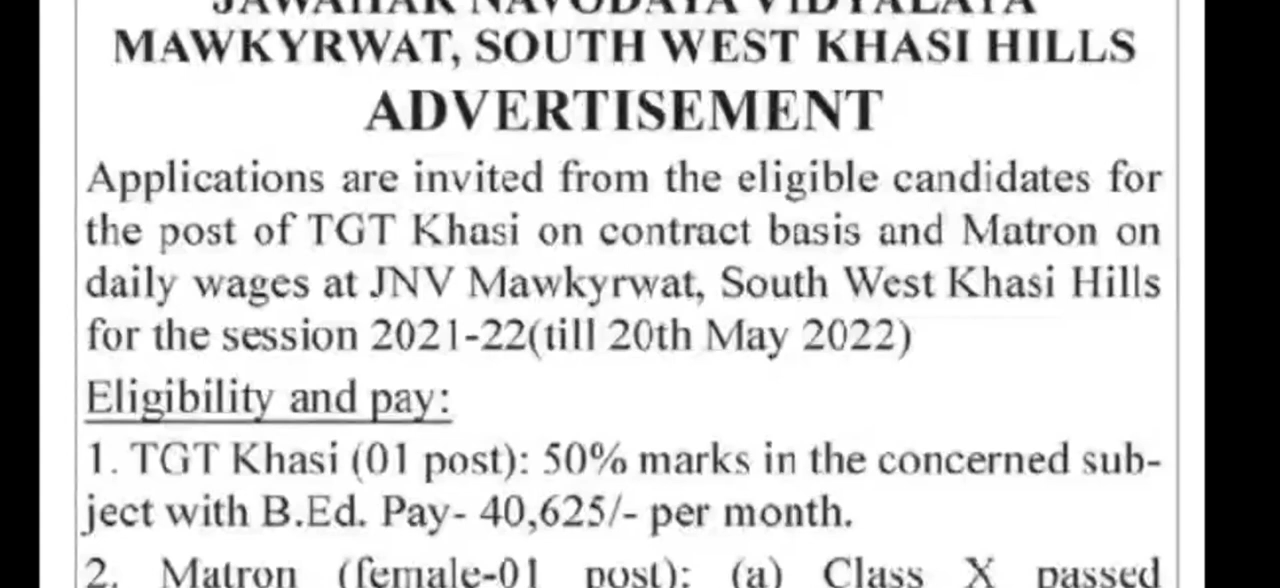 JAWAHAR NAVODAYA VIDYALAYA
MAWKYRWAT, SOUTH WEST KHASI HILLS
ADVERTISEMENT
Applications are invited from the eligible candidates for
the post of TGT Khasi on contract basis and Matron on
daily wages at JNV Mawkyrwat, South West Khasi Hills
for the session 2021-22(till 20th May 2022)
Eligibility and pay:
1. TGT Khasi (01 post): 50% marks in the concerned sub-
ject with B.Ed. Pay- 40,625/- per month.
2. Matron (female-01 post): (a) Class X passed